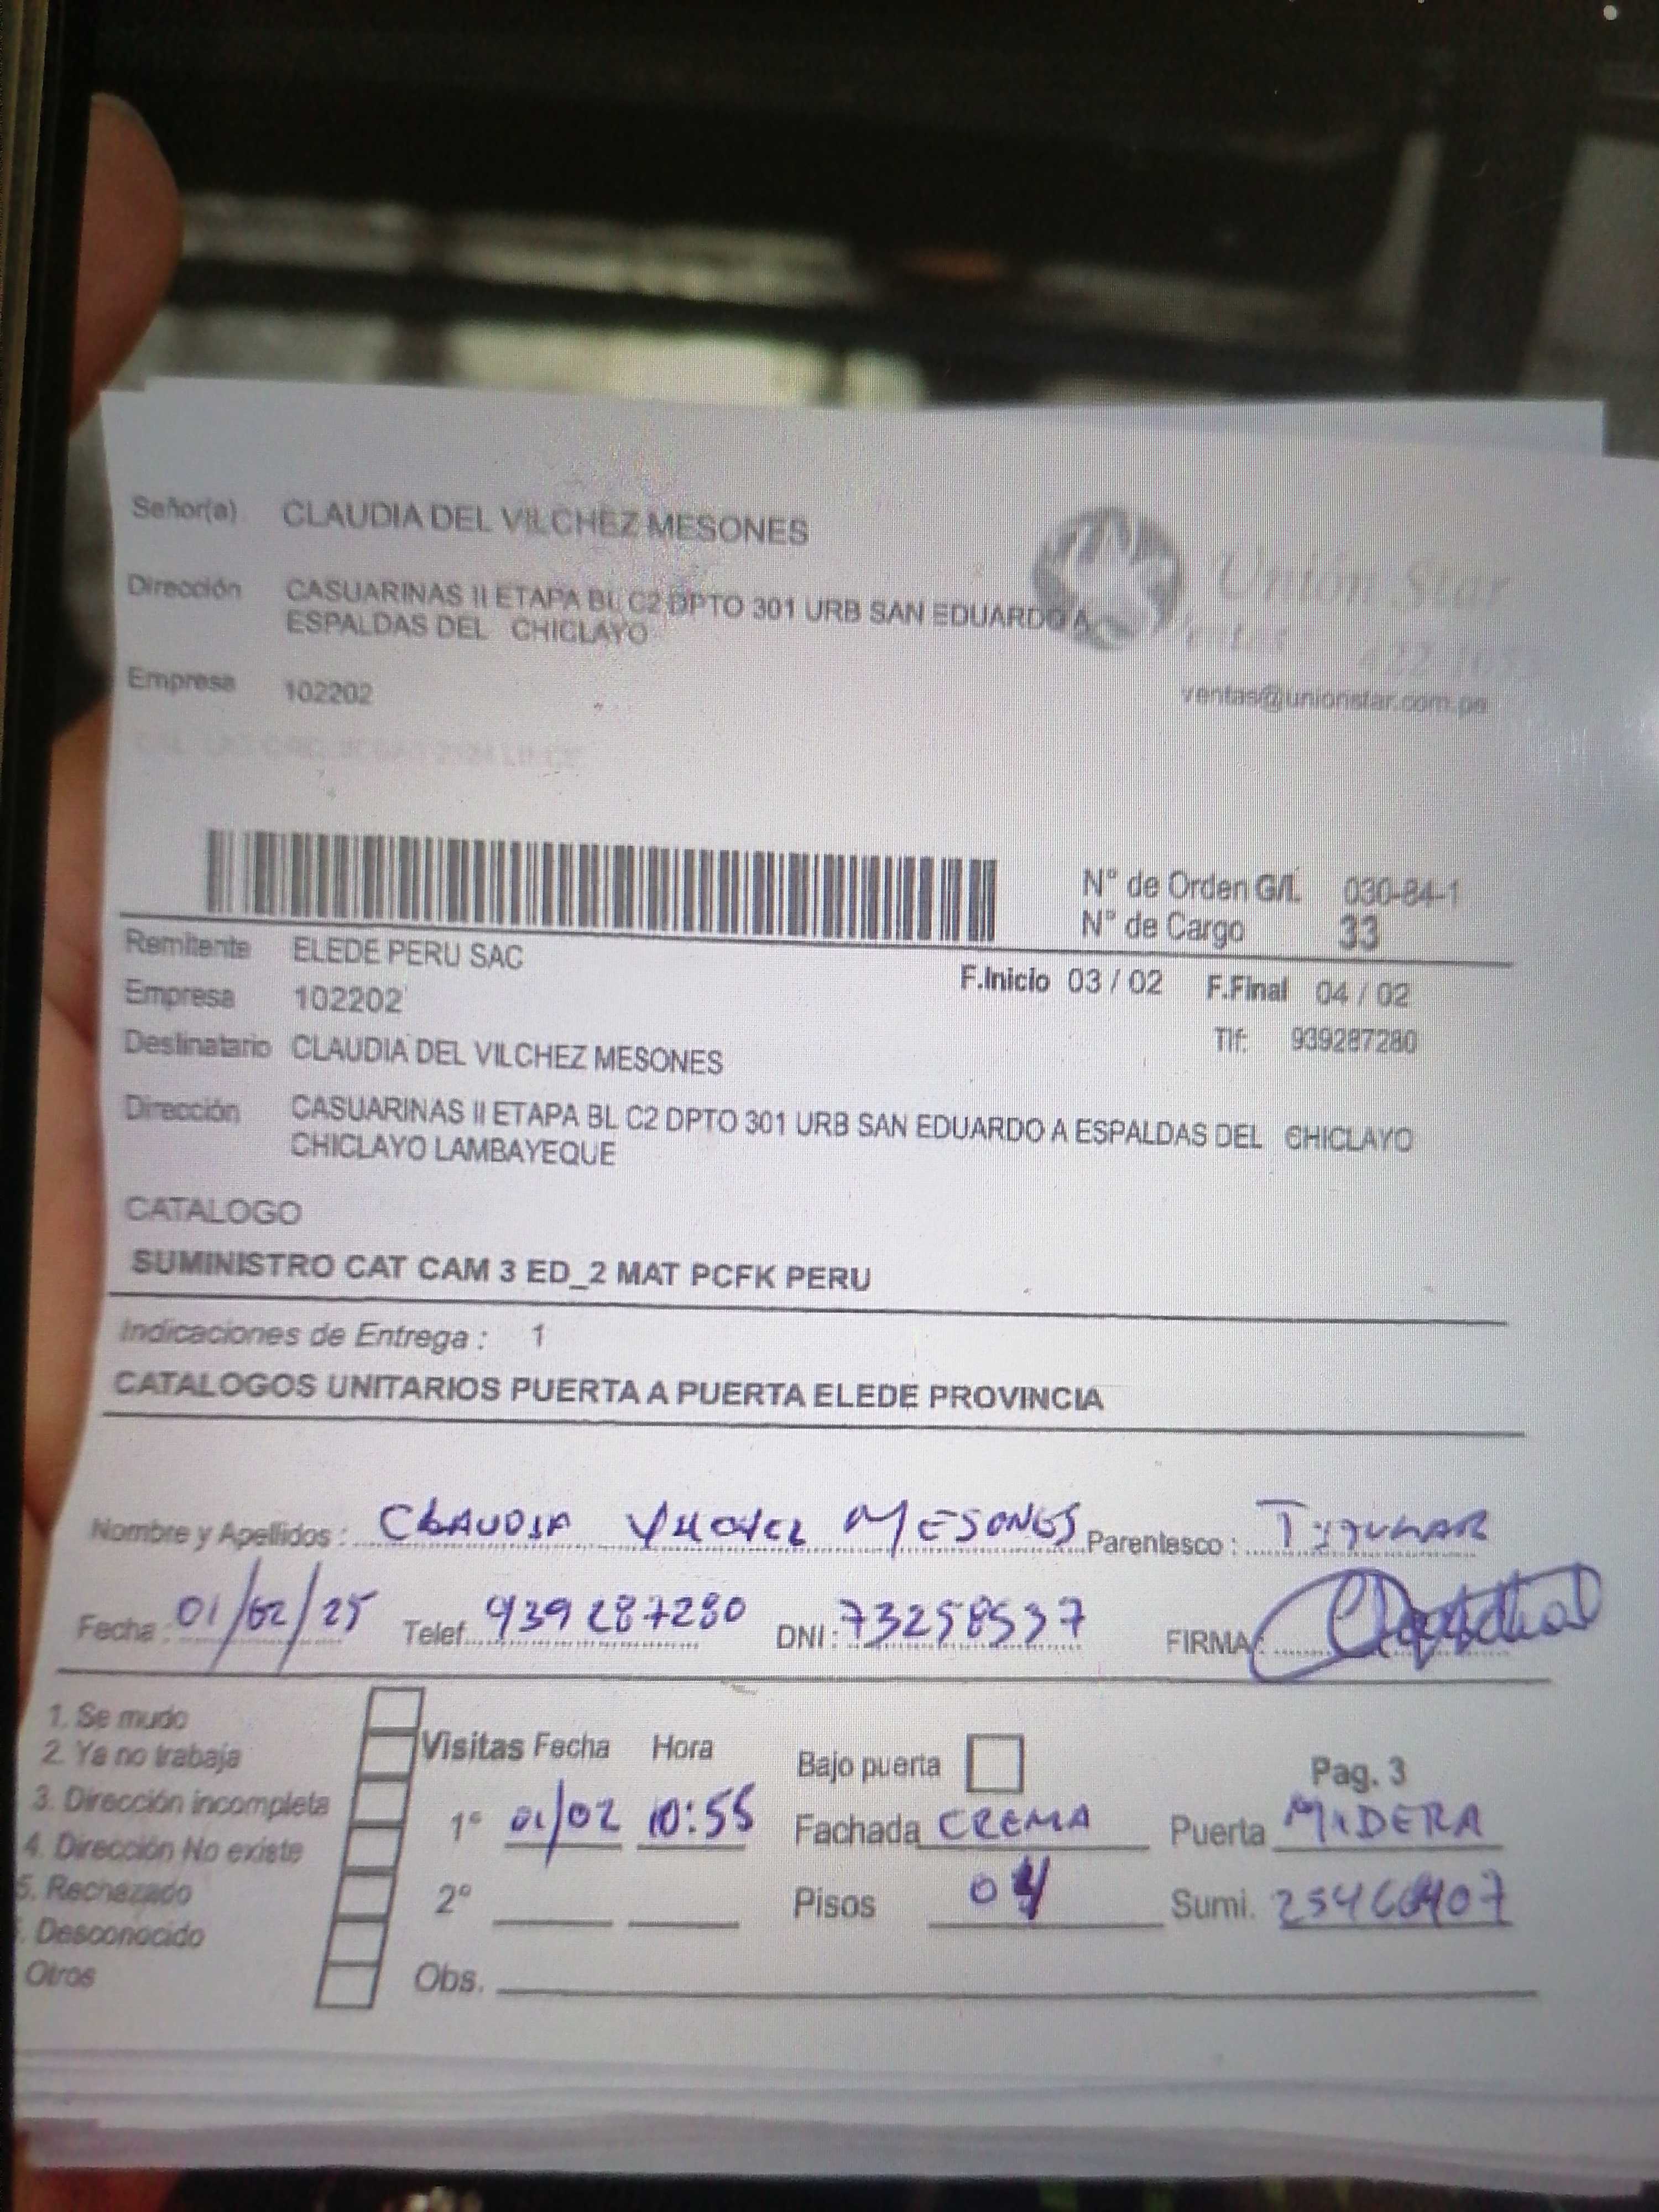 Señor(a) CLAUDIA DEL VILCHEZ MESONES
Unión Star
Dirección CASUARINAS II ETAPA BL C2 DPTO 301 URB SAN EDUARDO A
ESPALDAS DEL CHICLAYO
Empresa 102202
ventas@unionstar.com.pe
N° de Orden G/L 030-84-1
N° de Cargo 33
Remitente ELEDE PERU SAC
F.Inicio 03 / 02 F.Final 04 / 02
Empresa 102202
Tlf: 939287280
Destinatario CLAUDIA DEL VILCHEZ MESONES
Dirección CASUARINAS II ETAPA BL C2 DPTO 301 URB SAN EDUARDO A ESPALDAS DEL CHICLAYO
CHICLAYO LAMBAYEQUE
CATALOGO
SUMINISTRO CAT CAM 3 ED_2 MAT PCFK PERU
Indicaciones de Entrega : 1
CATALOGOS UNITARIOS PUERTA A PUERTA ELEDE PROVINCIA
Nombre y Apellidos : CLAUDIA MESONES Parentesco :
Fecha : 01/02/25 Telef. 939287280 DNI : 73258537 FIRMA :
1. Se mudo
2. Ya no trabaja
3. Dirección incompleta
4. Dirección No existe
5. Rechazado
. Desconocido
Otros
Visitas Fecha Hora Bajo puerta Pag. 3
1° 01/02 10:55 Fachada CREMA Puerta MADERA
2° Pisos 04 Sumi.
Obs.